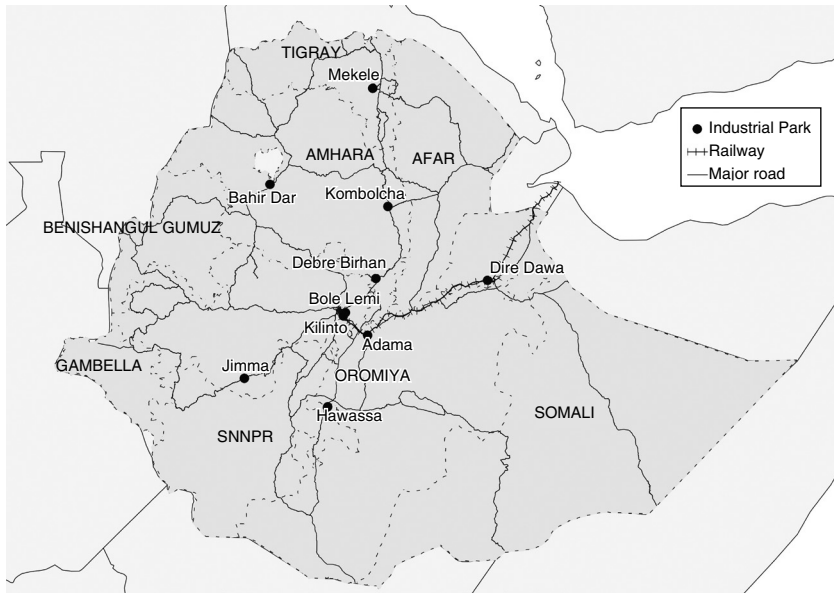 TIGRAY
Mekele
Industrial Park
Railway
Major road
AMHARA
AFAR
Bahir Dar
Kombolcha
BENISHANGUL GUMUZ
Debre Birhan
Dire Dawa
Bole Lemi
Kilinto
Adama
GAMBELLA
Jimma
OROMIYA
Hawassa
SOMALI
SNNPR